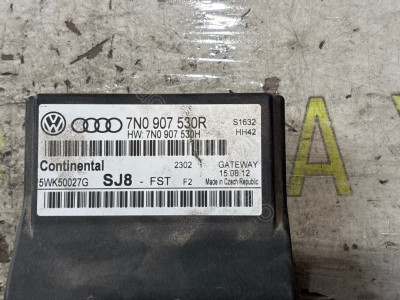 7N0 907 530R
HW: 7N0 907 530H
S1632
HH42
Continental
2302
GATEWAY
15.08.12
5WK50027G
SJ8 - FST F2
Made in Czech Republic